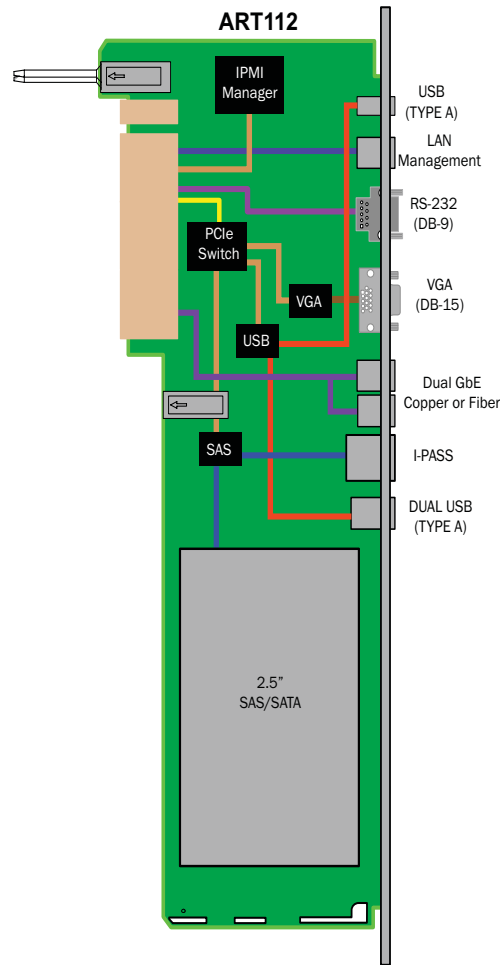 ART112
IPMI
Manager
USB
(TYPE A)
LAN
Management
RS-232
(DB-9)
PCIe
Switch
VGA
(DB-15)
VGA
USB
Dual GbE
Copper or Fiber
SAS
I-PASS
DUAL USB
(TYPE A)
2.5”
SAS/SATA